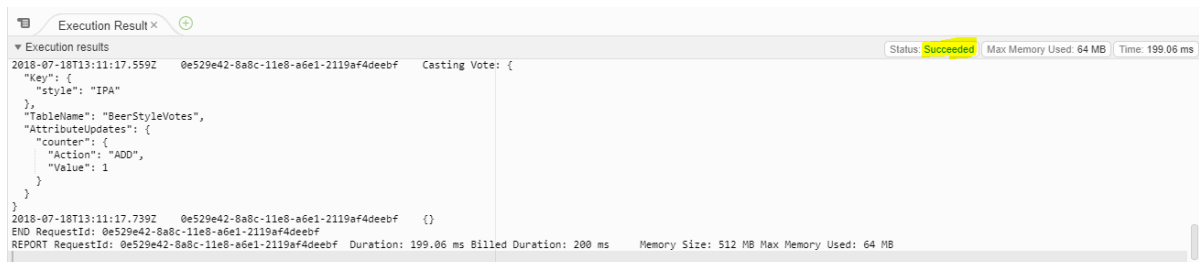 Execution Result ×
Execution results Status: Succeeded Max Memory Used: 64 MB Time: 199.06 ms
2018-07-18T13:11:17.559Z 0e529e42-8a8c-11e8-a6e1-2119af4deebf Casting Vote: {
"Key": {
"style": "IPA"
},
"TableName": "BeerStyleVotes",
"AttributeUpdates": {
"counter": {
"Action": "ADD",
"Value": 1
}
}
}
2018-07-18T13:11:17.739Z 0e529e42-8a8c-11e8-a6e1-2119af4deebf {}
END RequestId: 0e529e42-8a8c-11e8-a6e1-2119af4deebf
REPORT RequestId: 0e529e42-8a8c-11e8-a6e1-2119af4deebf Duration: 199.06 ms Billed Duration: 200 ms Memory Size: 512 MB Max Memory Used: 64 MB